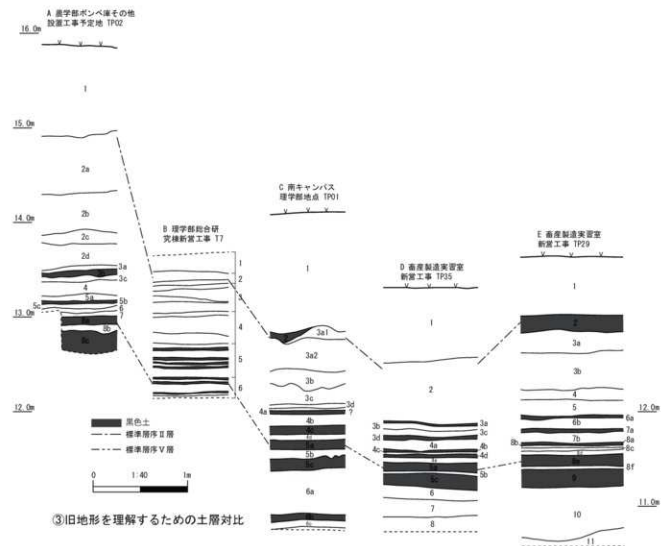 A 農学部ボンベ庫その他
設置工事予定地 TP02
16.0m
1
15.0m
2a
14.0m
2b
2c
2d
3a
3c
4
5a
5b
5c
6
7
13.0m
8b
B 理学部総合研
究棟新営工事 T7
1
2
3
4
5
6
12.0m
C 南キャンパス
理学部地点 TP01
1
3a1
3a2
3b
3c
3d
4a
?
4b
5b
6a
D 畜産製造実習室
新営工事 TP35
1
2
3a
3b
3c
3d
4a
4b
4c
4d
5b
6
7
8
E 畜産製造実習室
新営工事 TP29
1
2
3a
3b
4
5
12.0m
6a
6b
7a
7b
8a
8b
8c
8f
9
11.0m
10
11
黒色土
標準層序Ⅱ層
標準層序Ⅴ層
0 1:40 1m
③旧地形を理解するための土層対比